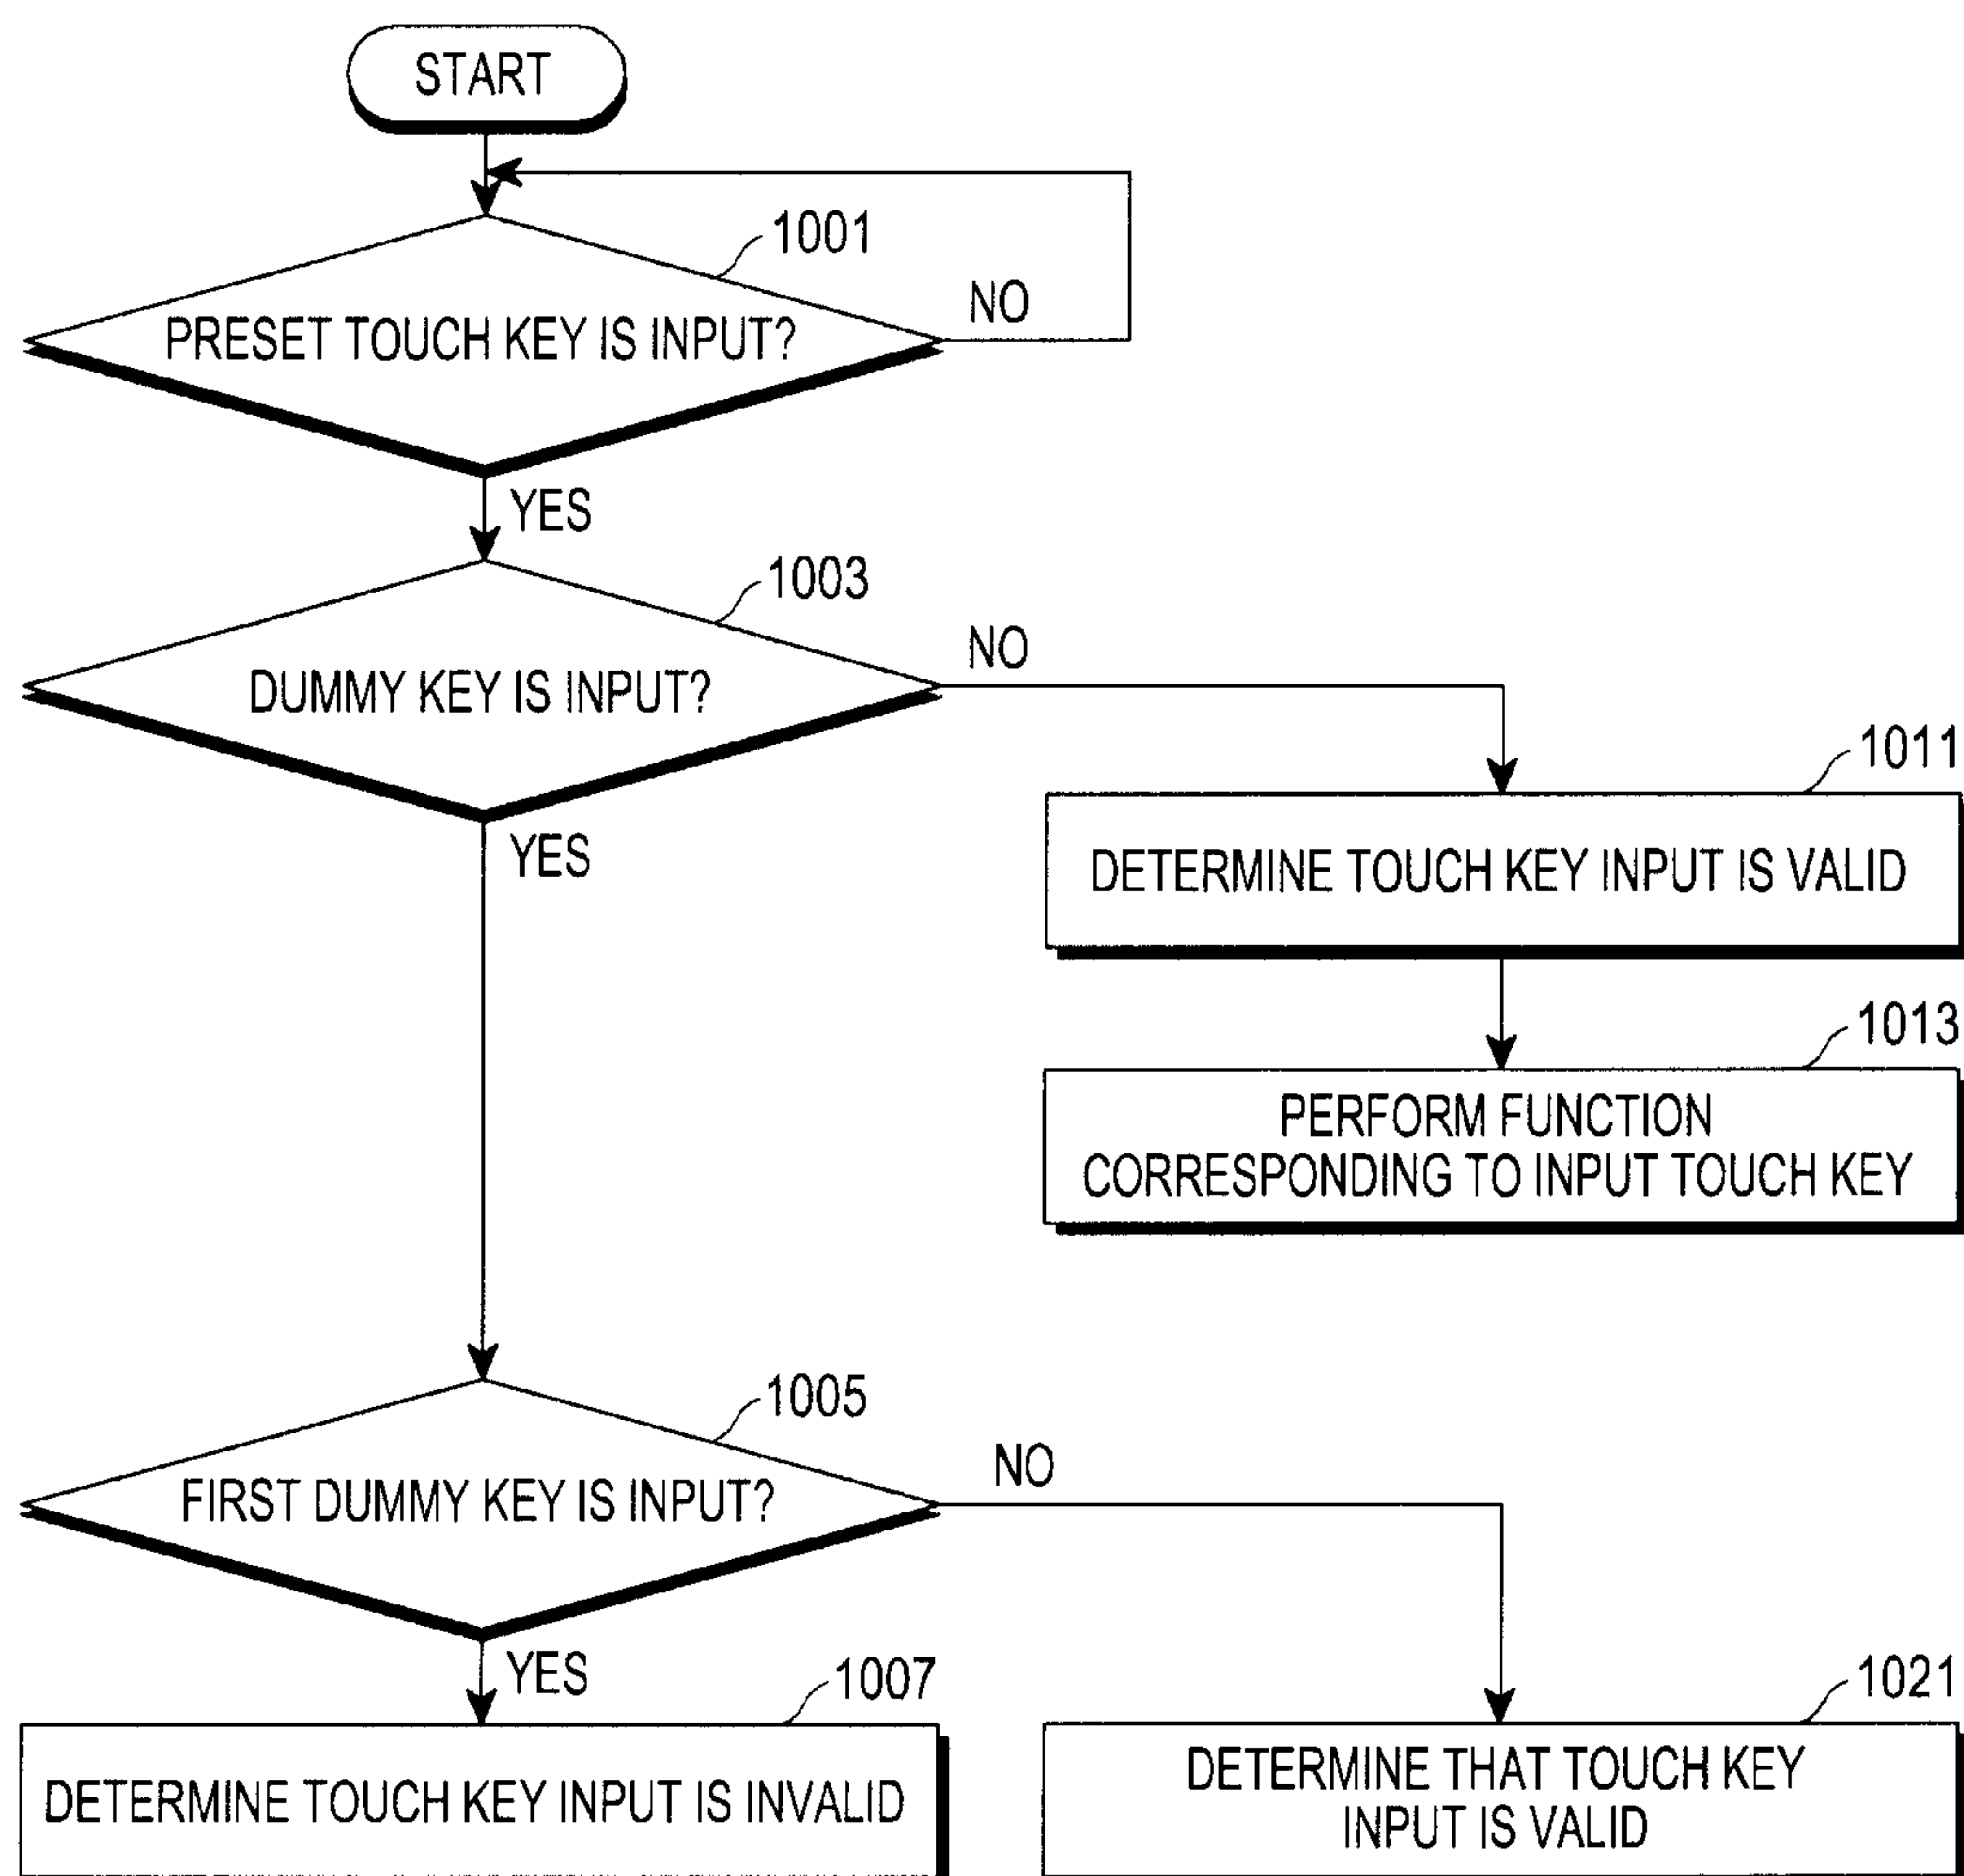 START
1001
NO
PRESET TOUCH KEY IS INPUT?
YES
1003
NO
DUMMY KEY IS INPUT?
YES
1011
DETERMINE TOUCH KEY INPUT IS VALID
1013
PERFORM FUNCTION
CORRESPONDING TO INPUT TOUCH KEY
1005
NO
FIRST DUMMY KEY IS INPUT?
YES
1007
DETERMINE TOUCH KEY INPUT IS INVALID
1021
DETERMINE THAT TOUCH KEY
INPUT IS VALID